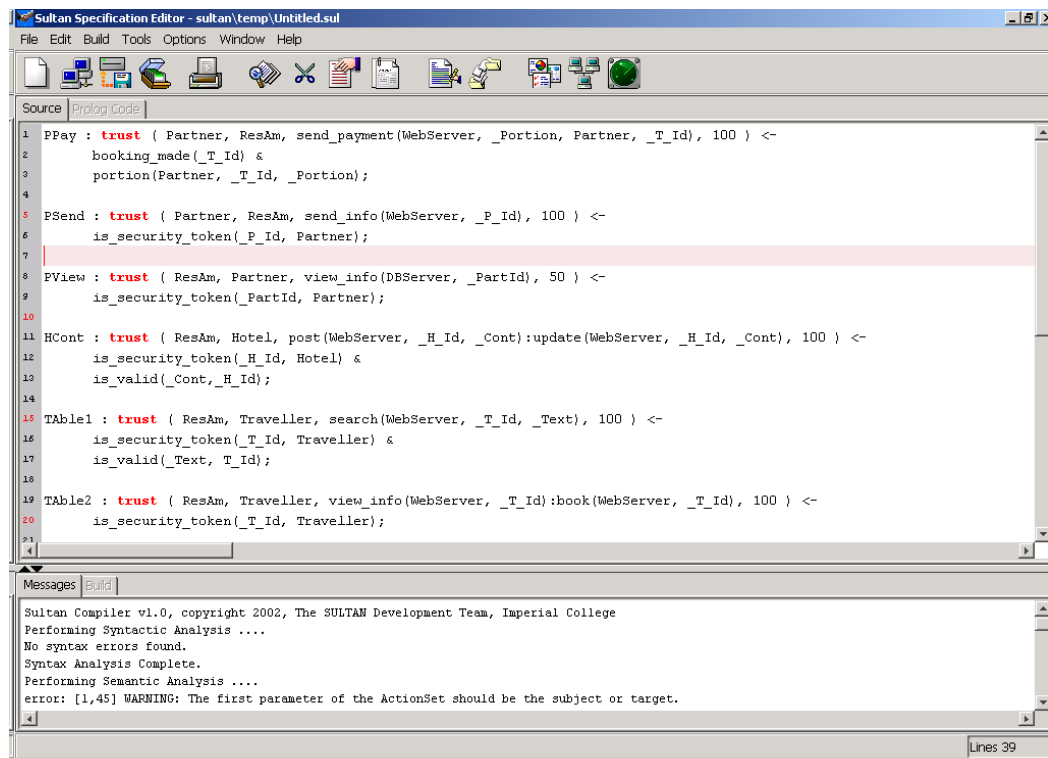 Sultan Specification Editor - sultan\temp\Untitled.sul
File Edit Build Tools Options Window Help
Source Prolog Code
1 PPay : trust ( Partner, ResAm, send_payment(WebServer, _Portion, Partner, _T_Id), 100 ) <-
2 booking_made(_T_Id) &
3 portion(Partner, _T_Id, _Portion);
4
5 PSend : trust ( Partner, ResAm, send_info(WebServer, _P_Id), 100 ) <-
6 is_security_token(_P_Id, Partner);
7
8 PView : trust ( ResAm, Partner, view_info(DBServer, _PartId), 50 ) <-
9 is_security_token(_PartId, Partner);
10
11 HCont : trust ( ResAm, Hotel, post(WebServer, _H_Id, _Cont):update(WebServer, _H_Id, _Cont), 100 ) <-
12 is_security_token(_H_Id, Hotel) &
13 is_valid(_Cont,_H_Id);
14
15 TAble1 : trust ( ResAm, Traveller, search(WebServer, _T_Id, _Text), 100 ) <-
16 is_security_token(_T_Id, Traveller) &
17 is_valid(_Text, T_Id);
18
19 TAble2 : trust ( ResAm, Traveller, view_info(WebServer, _T_Id):book(WebServer, _T_Id), 100 ) <-
20 is_security_token(_T_Id, Traveller);
21
Messages Build
Sultan Compiler v1.0, copyright 2002, The SULTAN Development Team, Imperial College
Performing Syntactic Analysis ....
No syntax errors found.
Syntax Analysis Complete.
Performing Semantic Analysis ....
error: [1,45] WARNING: The first parameter of the ActionSet should be the subject or target.
Lines 39